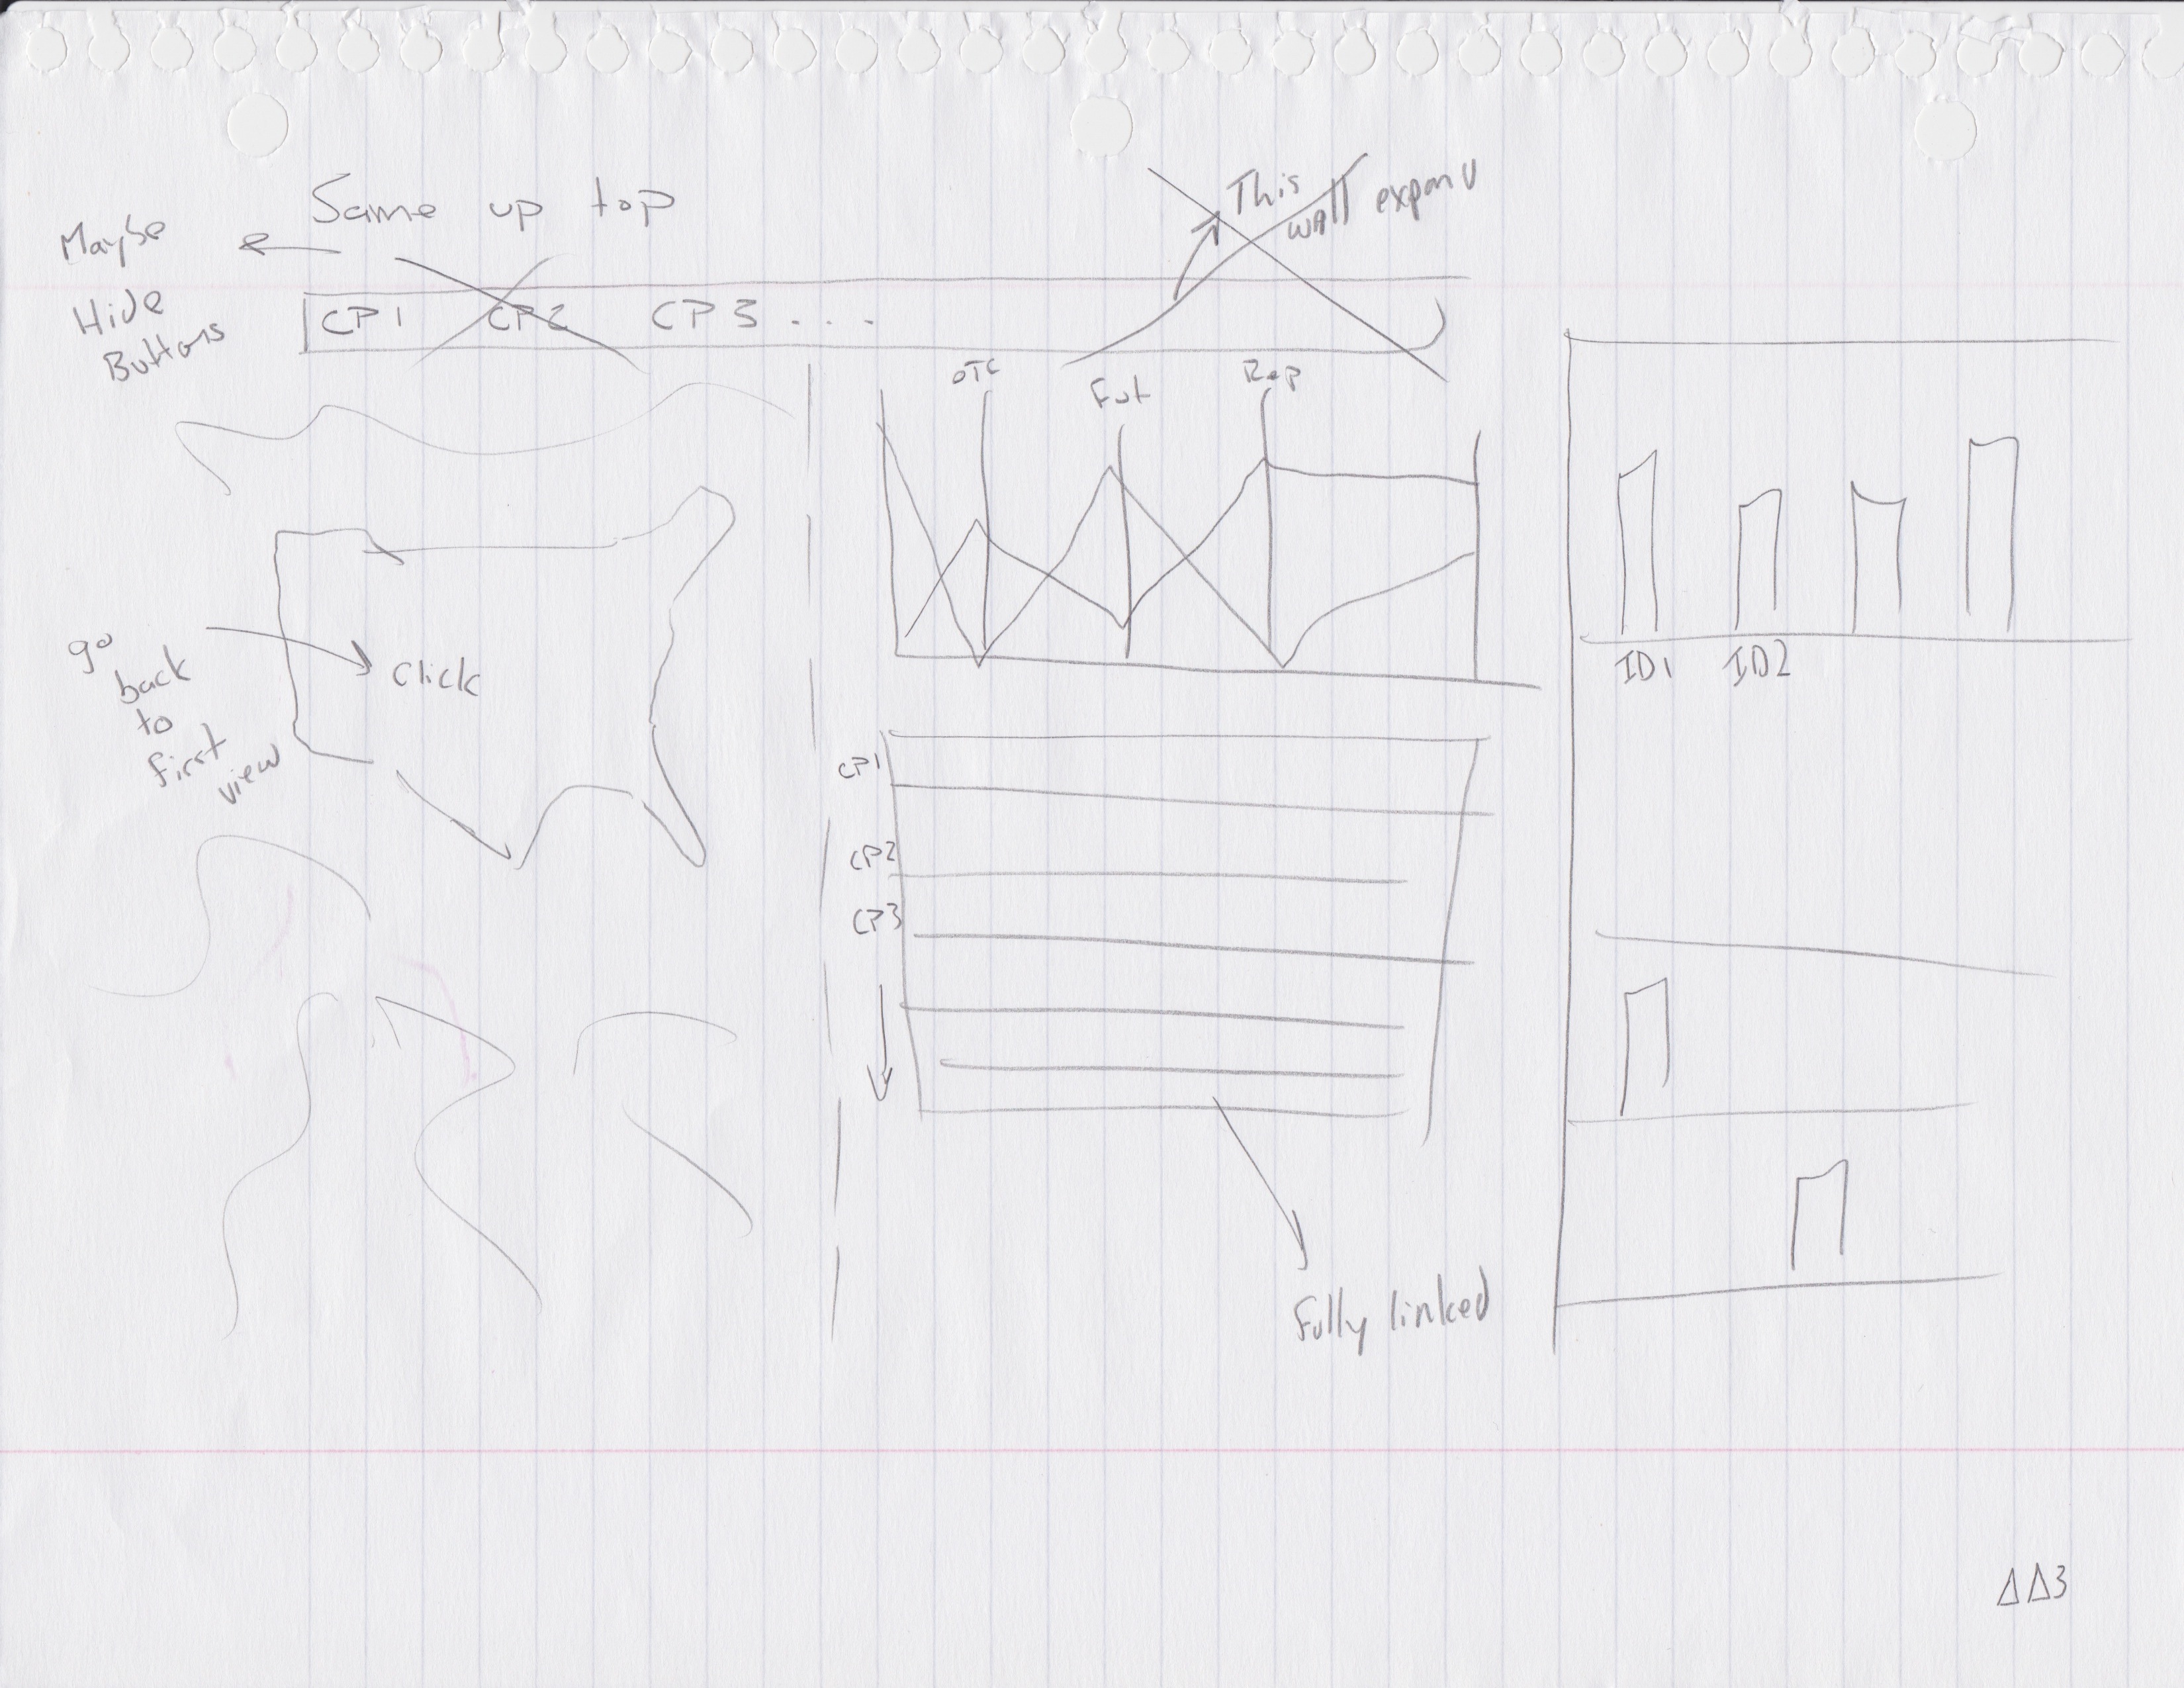 Same up top
Maybe
Hide
Buttons
This
will expand
CP1 CP2 CP3 . . .
OTC
Fut
Rep
go
back
to
first
view
Click
CP1
CP2
CP3
ID1 ID2
Fully linked
ΔΔ3